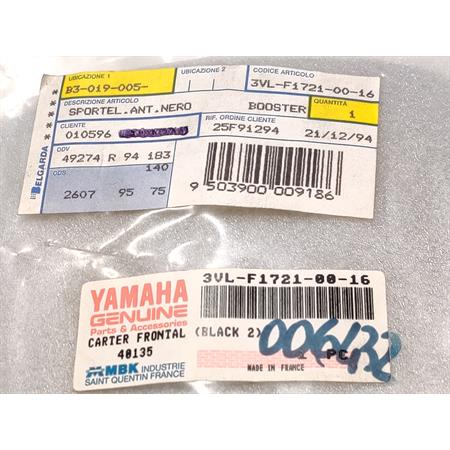 UBICAZIONE 1
UBICAZIONE 2
CODICE ARTICOLO
B3-019-005-
3VL-F1721-00-16
DESCRIZIONE ARTICOLO
QUANTITÀ
SPORTEL.ANT.NERO
BOOSTER
1
CLIENTE
RIF. ORDINE CLIENTE
010596
25F91294
21/12/94
DDV
49274 R 94 183
140
ODS
2607 95 75
BELGARDA
9 503900 009186
YAMAHA
GENUINE
Parts & Accessories
CARTER FRONTAL
40135
MBK INDUSTRIE
SAINT QUENTIN FRANCE
3VL-F1721-00-16
(BLACK 2)
006132
PC
MADE IN FRANCE